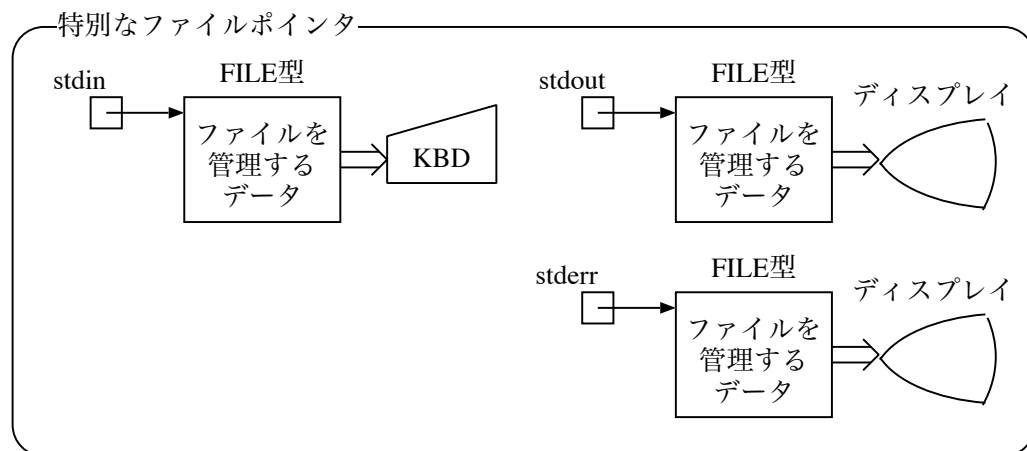 特別なファイルポインタ
stdin
FILE型
ファイルを
管理する
データ
KBD
stdout
FILE型
ファイルを
管理する
データ
ディスプレイ
stderr
FILE型
ファイルを
管理する
データ
ディスプレイ